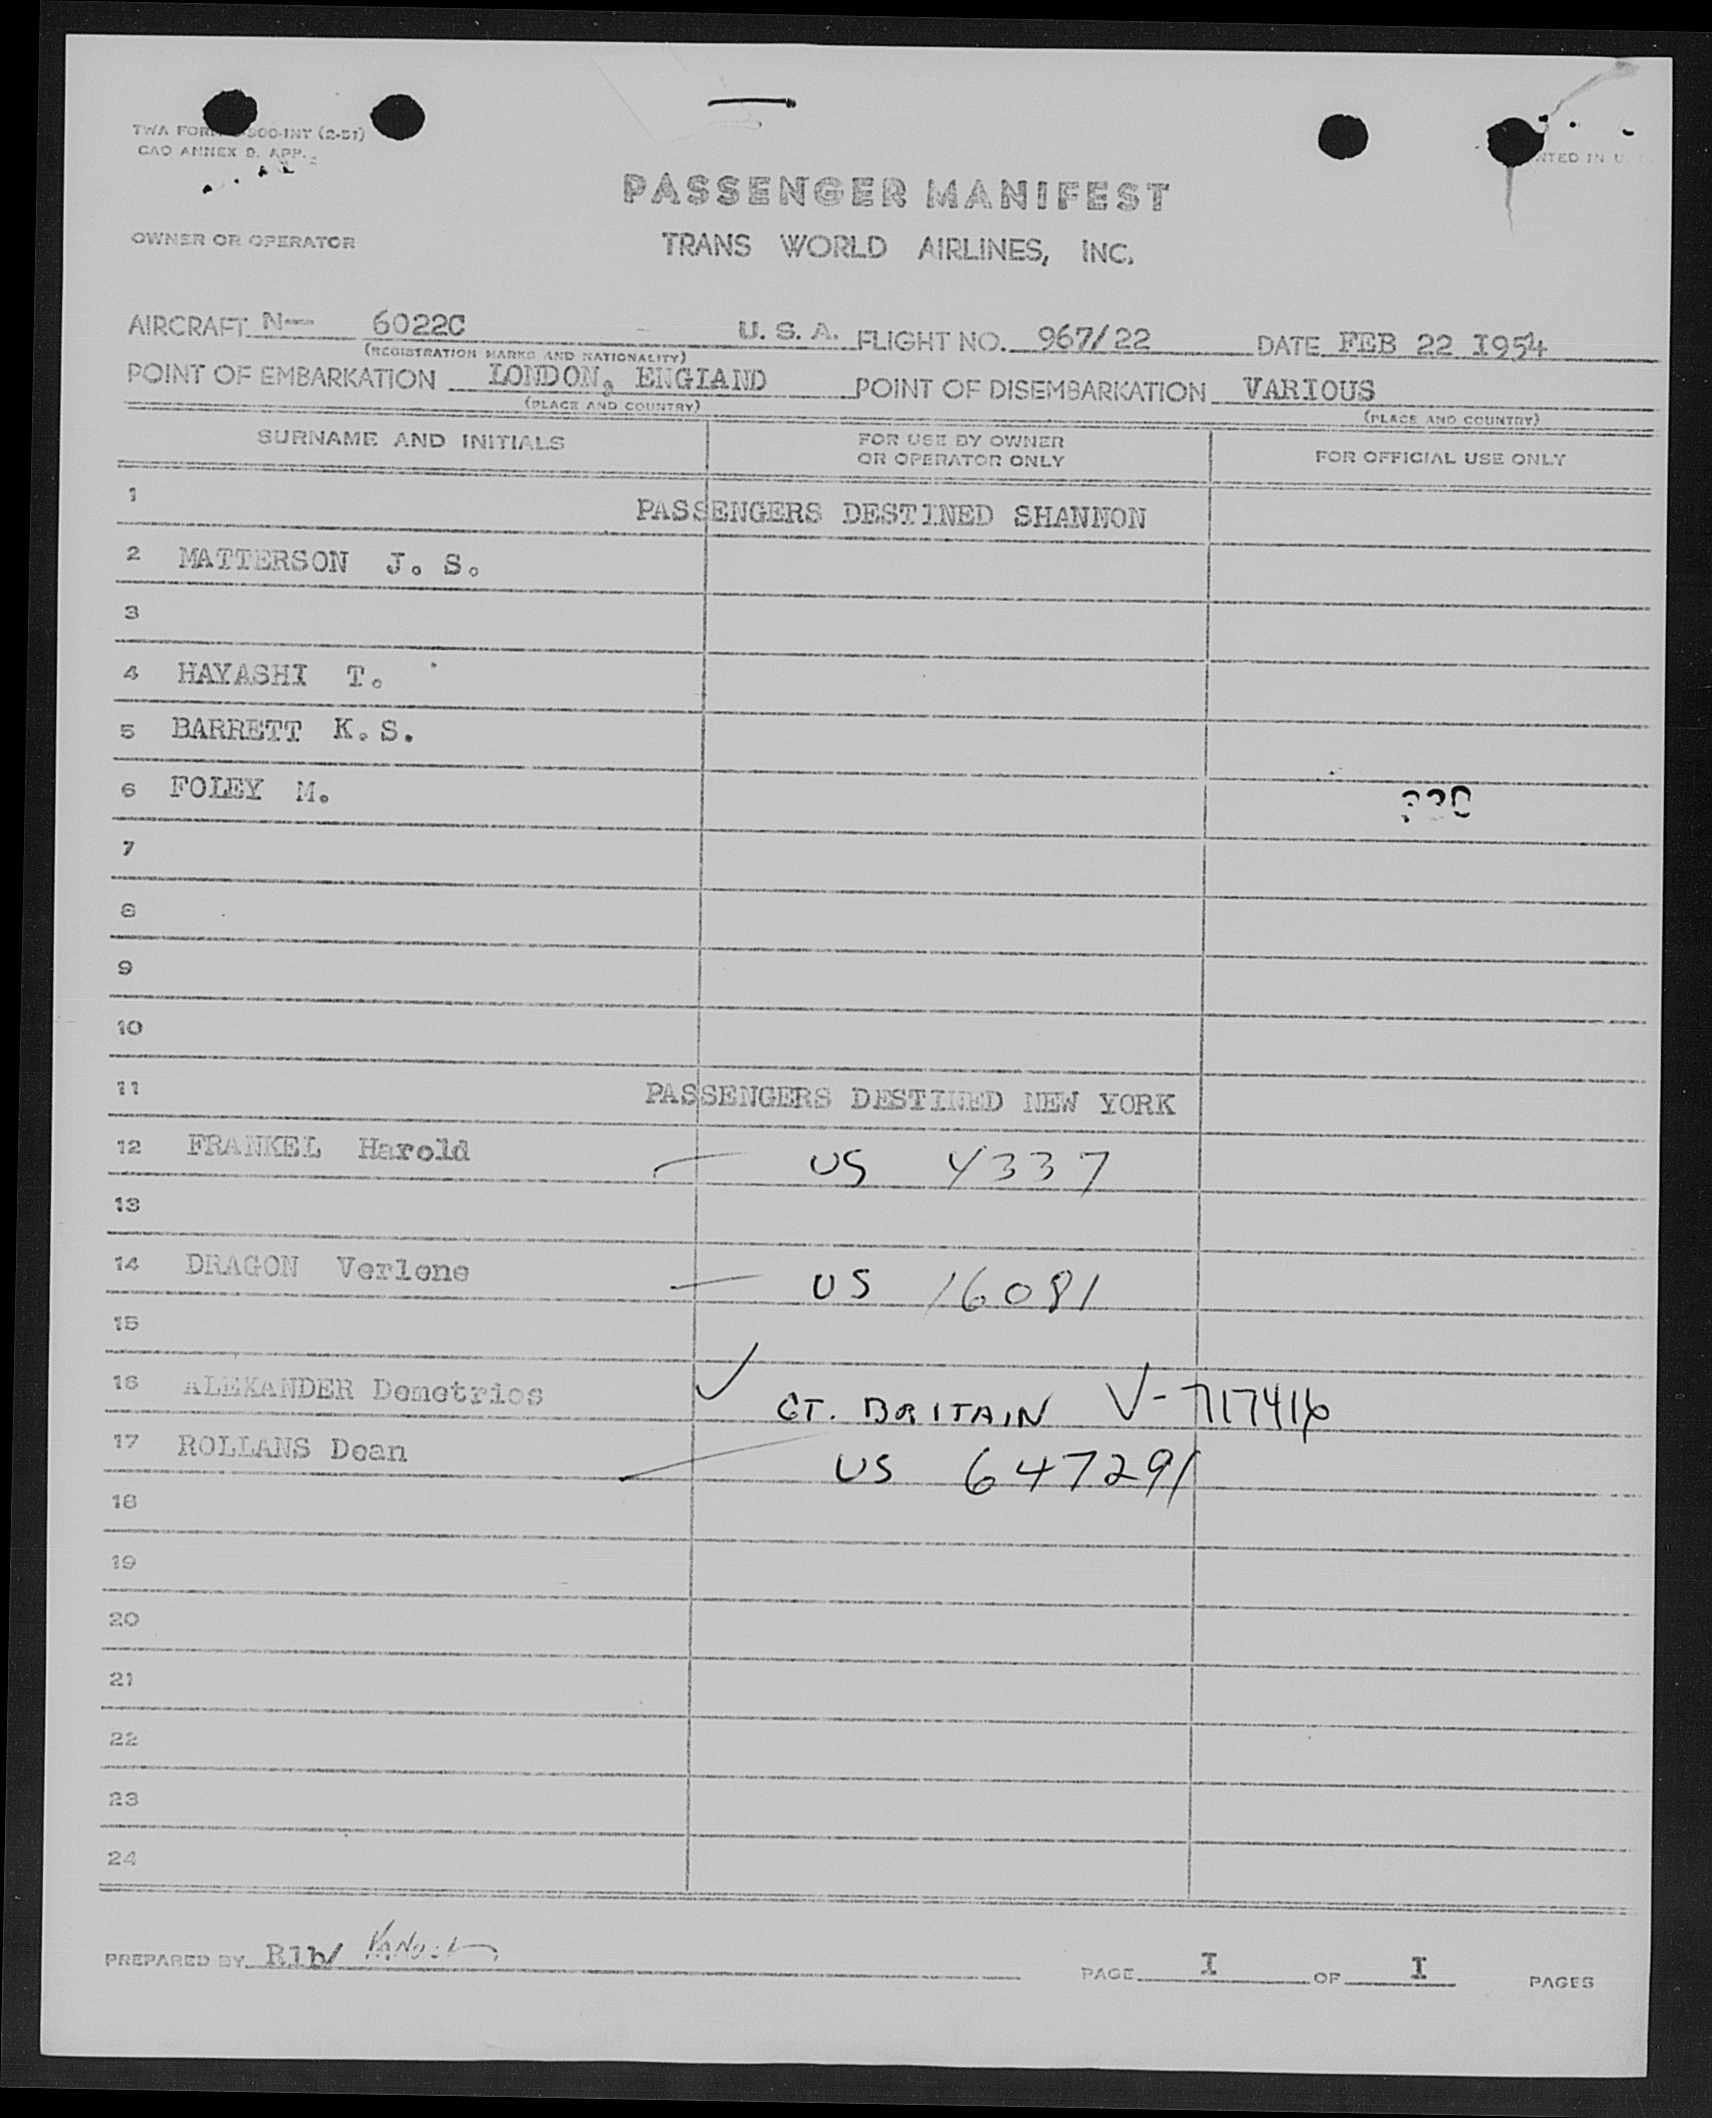 TWA FORM 500-INT (2-51)
CAO ANNEX 9. APP.
PASSENGER MANIFEST
OWNER OR OPERATOR
TRANS WORLD AIRLINES, INC.
AIRCRAFT N-- 6022C U. S. A. FLIGHT NO. 967/22 DATE FEB 22 I954
(REGISTRATION MARKS AND NATIONALITY)
POINT OF EMBARKATION LONDON, ENGLAND POINT OF DISEMBARKATION VARIOUS
(PLACE AND COUNTRY) (PLACE AND COUNTRY)
SURNAME AND INITIALS FOR USE BY OWNER OR OPERATOR ONLY FOR OFFICIAL USE ONLY
1 PASSENGERS DESTINED SHANNON
2 MATTERSON J. S.
3
4 HAYASHI T.
5 BARRETT K. S.
6 FOLEY M.
7
8
9
10
11 PASSENGERS DESTINED NEW YORK
12 FRANKEL Harold US 4337
13
14 DRAGON Verlene US 16081
15
16 ALEXANDER Demetrios GT. BRITAIN V-717416
17 ROLLANS Dean US 647291
18
19
20
21
22
23
24
PREPARED BY Rlb/ PAGE I OF I PAGES